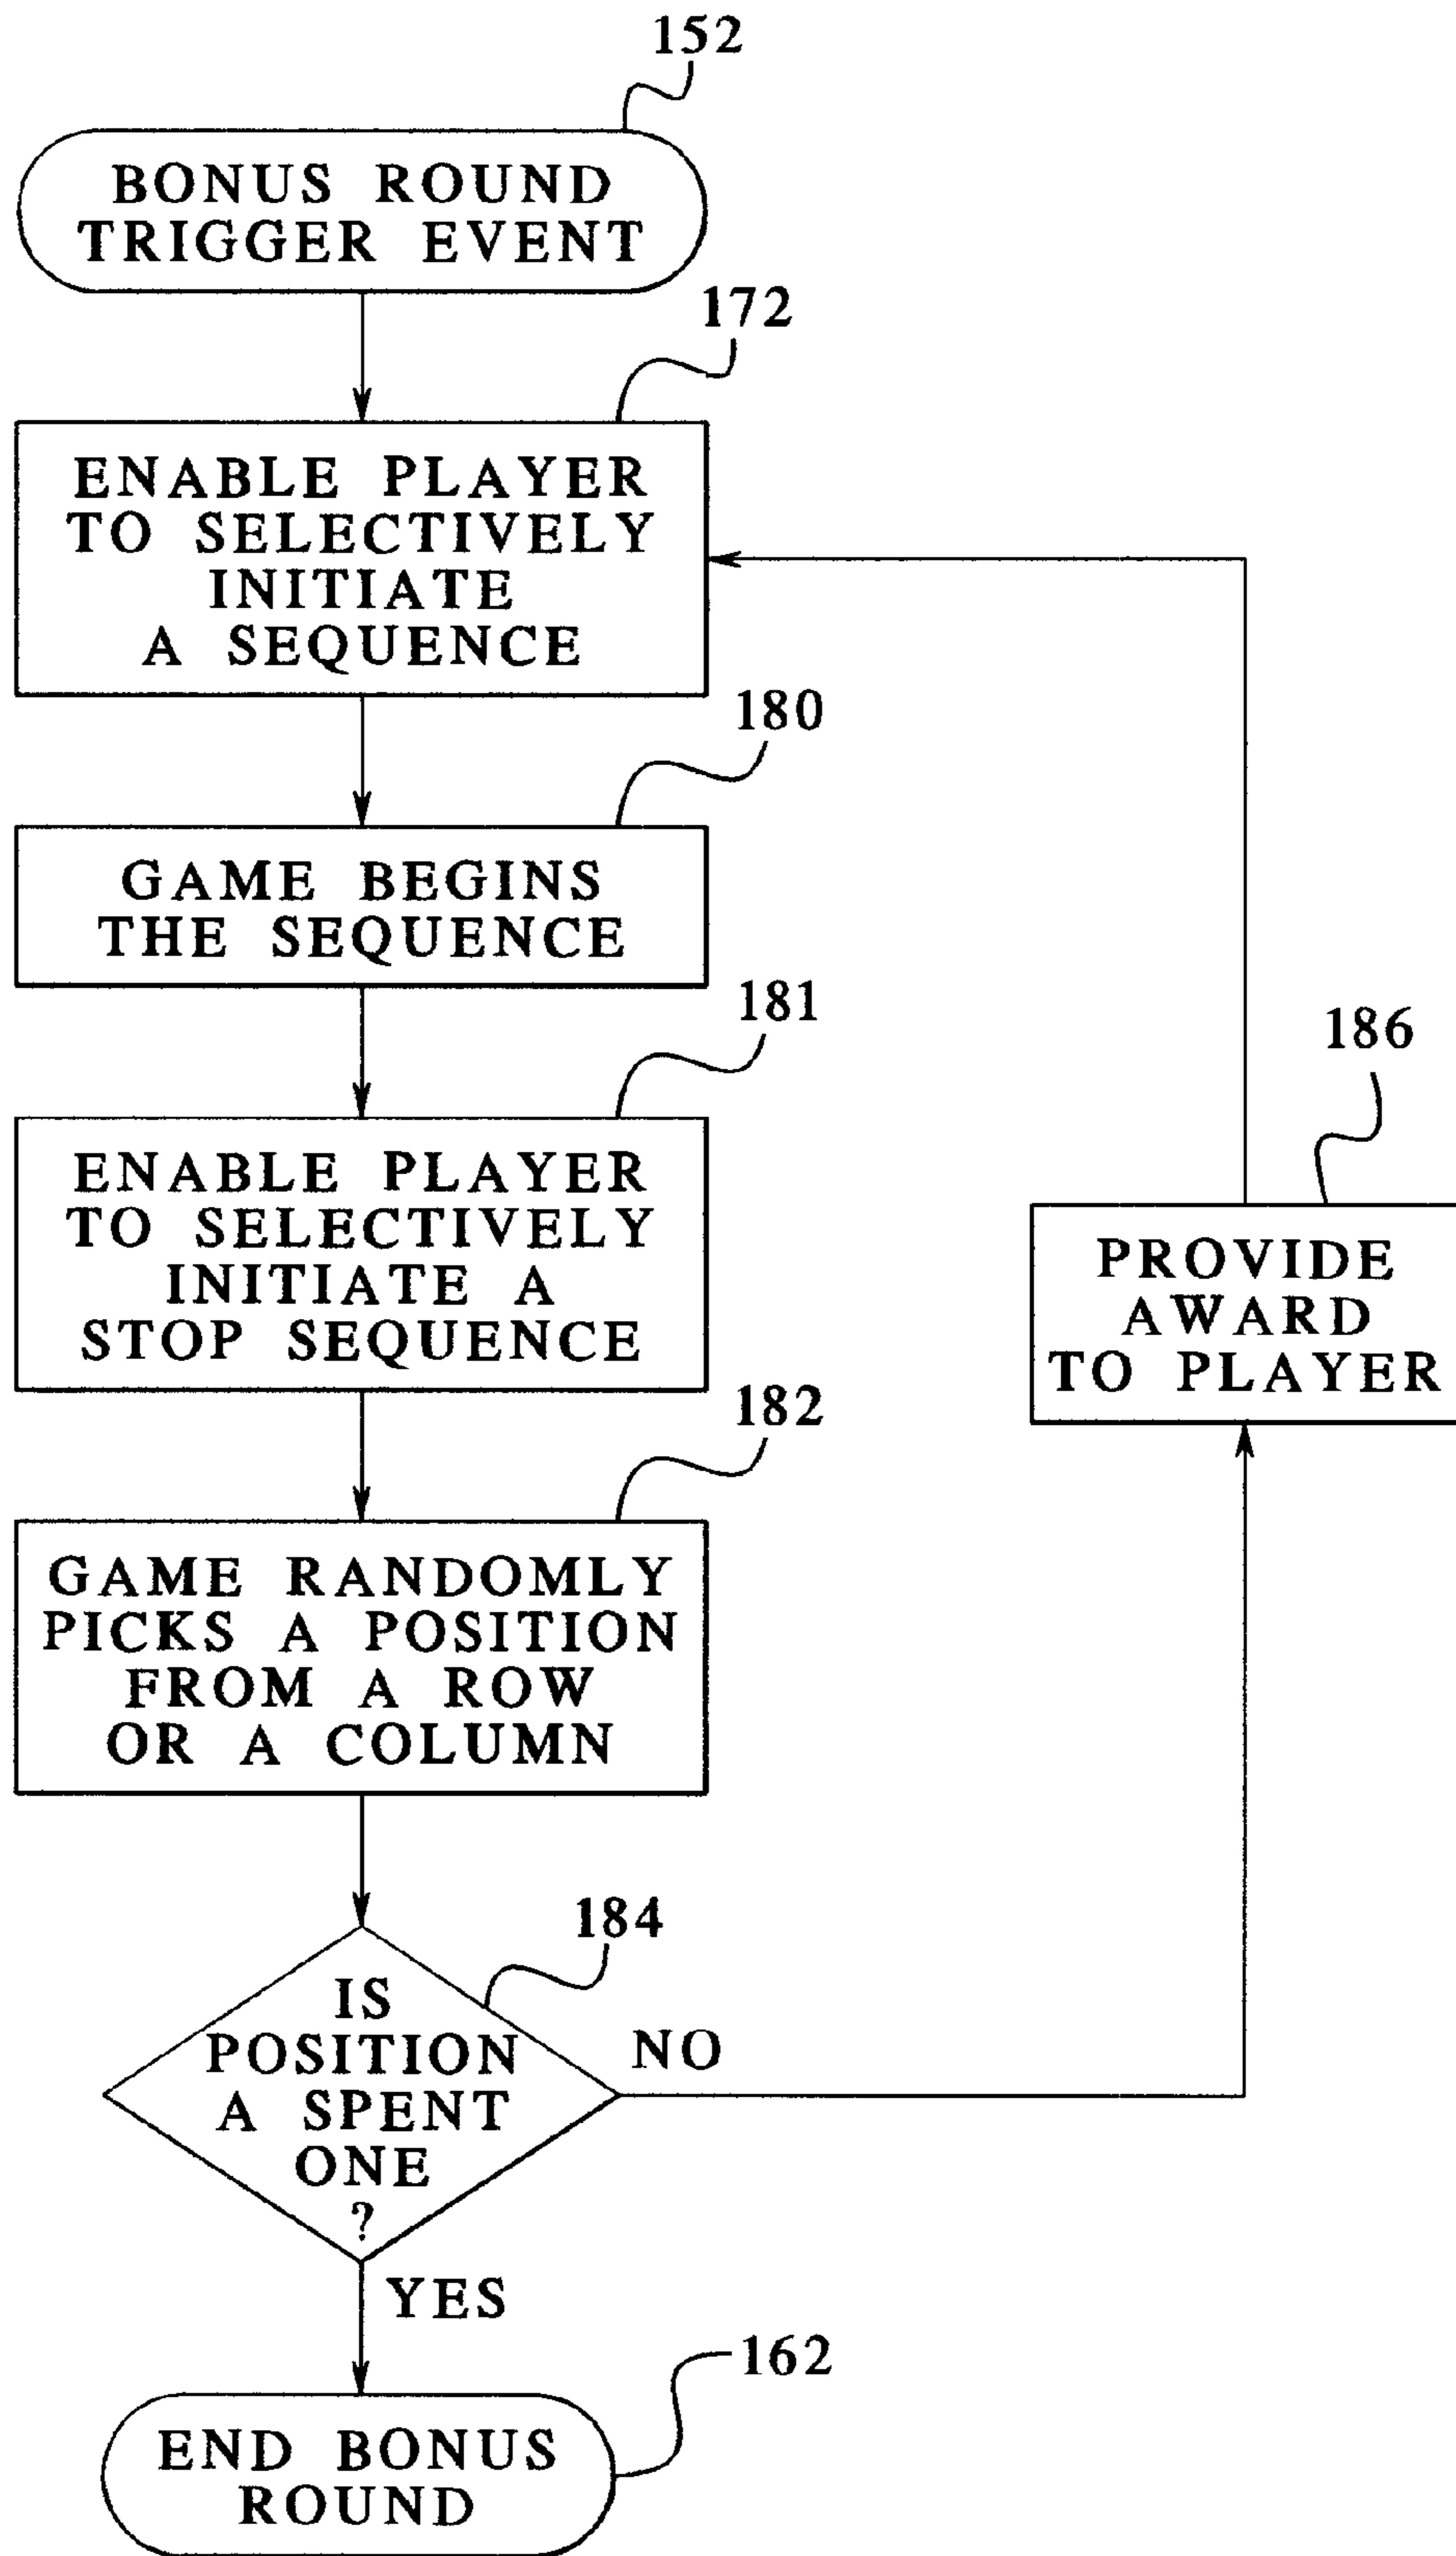 152
BONUS ROUND
TRIGGER EVENT
172
ENABLE PLAYER
TO SELECTIVELY
INITIATE
A SEQUENCE
180
GAME BEGINS
THE SEQUENCE
181
ENABLE PLAYER
TO SELECTIVELY
INITIATE A
STOP SEQUENCE
186
PROVIDE
AWARD
TO PLAYER
182
GAME RANDOMLY
PICKS A POSITION
FROM A ROW
OR A COLUMN
184
IS
POSITION
A SPENT
ONE
?
NO
YES
162
END BONUS
ROUND